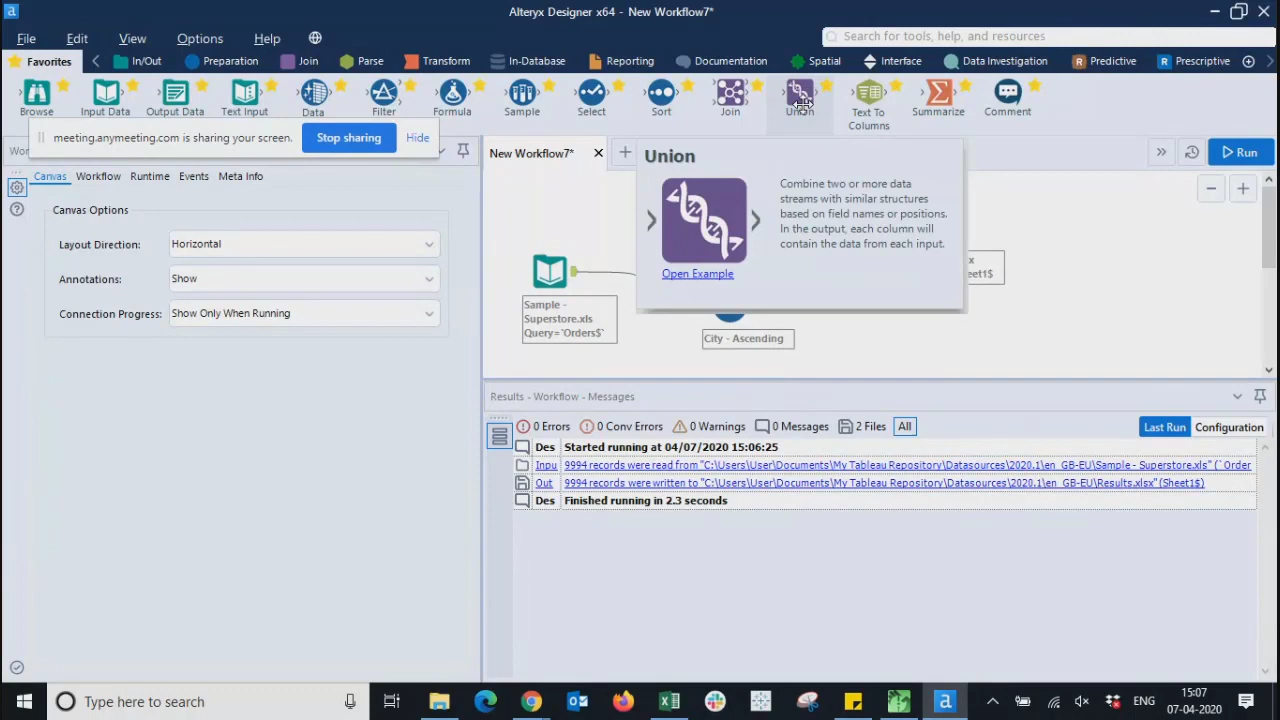 Alteryx Designer x64 - New Workflow7*
File Edit View Options Help
Search for tools, help, and resources
Favorites In/Out Preparation Join Parse Transform In-Database Reporting Documentation Spatial Interface Data Investigation Predictive Prescriptive
Browse Input Data Output Data Text Input Data Filter Formula Sample Select Sort Join Union Text To Columns Summarize Comment
meeting.anymeeting.com is sharing your screen. Stop sharing Hide
New Workflow7*
Run
Canvas Workflow Runtime Events Meta Info
Canvas Options
Layout Direction: Horizontal
Annotations: Show
Connection Progress: Show Only When Running
Union
Combine two or more data
streams with similar structures
based on field names or positions.
In the output, each column will
contain the data from each input.
Open Example
Sample -
Superstore.xls
Query=`Orders$`
City - Ascending
x
eet1$
Results - Workflow - Messages
0 Errors 0 Conv Errors 0 Warnings 0 Messages 2 Files All Last Run Configuration
Des Started running at 04/07/2020 15:06:25
Inpu 9994 records were read from "C:\Users\User\Documents\My Tableau Repository\Datasources\2020.1\en_GB-EU\Sample - Superstore.xls" (`Order
Out 9994 records were written to "C:\Users\User\Documents\My Tableau Repository\Datasources\2020.1\en_GB-EU\Results.xlsx" (Sheet1$)
Des Finished running in 2.3 seconds
Type here to search
ENG
15:07
07-04-2020